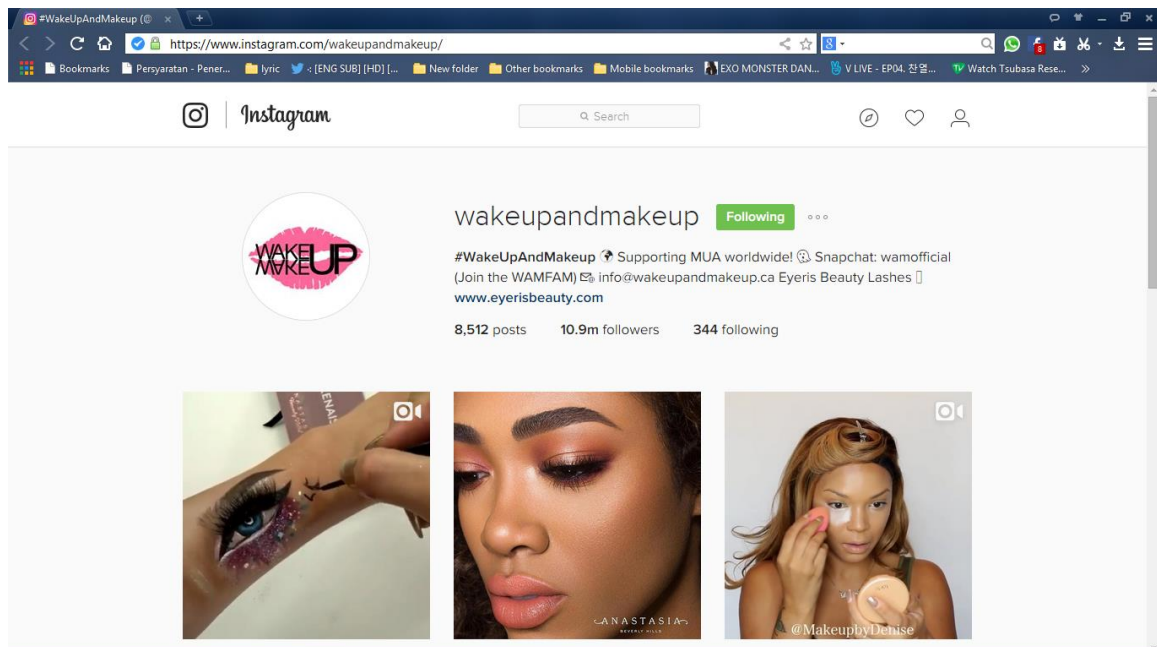 #WakeUpAndMakeup (@
https://www.instagram.com/wakeupandmakeup/
Bookmarks Persyaratan - Pener... lyric < [ENG SUB] [HD] [... New folder Other bookmarks Mobile bookmarks EXO MONSTER DAN... V LIVE - EP04. 찬열... Watch Tsubasa Rese... »
Instagram
Search
WAKE
MAKE UP
wakeupandmakeup Following
#WakeUpAndMakeup Supporting MUA worldwide! Snapchat: wamofficial
(Join the WAMFAM) info@wakeupandmakeup.ca Eyeris Beauty Lashes
www.eyerisbeauty.com
8,512 posts 10.9m followers 344 following
ANASTASIA
BEVERLY HILLS
@MakeupbyDenise